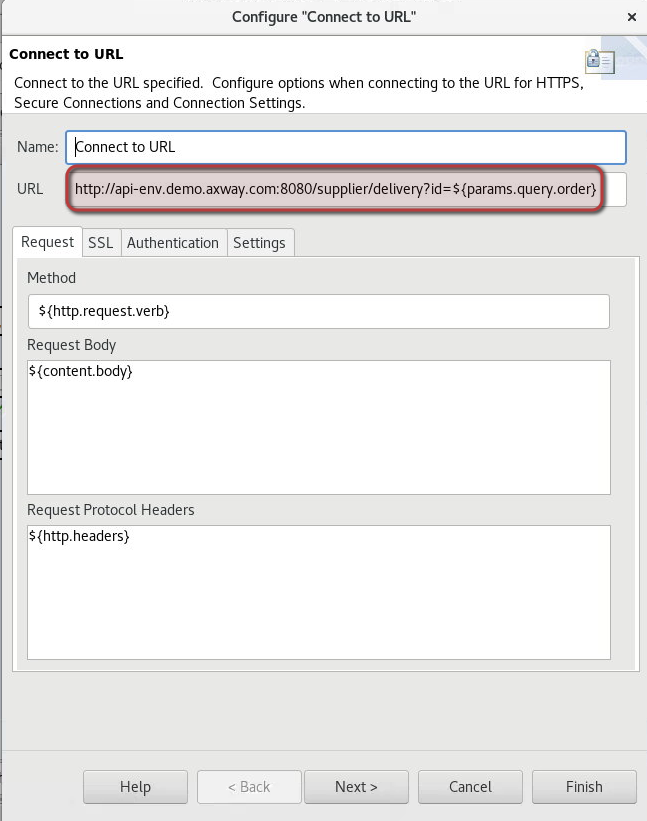 Configure "Connect to URL"
×
Connect to URL
Connect to the URL specified.  Configure options when connecting to the URL for HTTPS,
Secure Connections and Connection Settings.
Name: Connect to URL
URL http://api-env.demo.axway.com:8080/supplier/delivery?id=${params.query.order}
Request SSL Authentication Settings
Method
${http.request.verb}
Request Body
${content.body}
Request Protocol Headers
${http.headers}
Help < Back Next > Cancel Finish